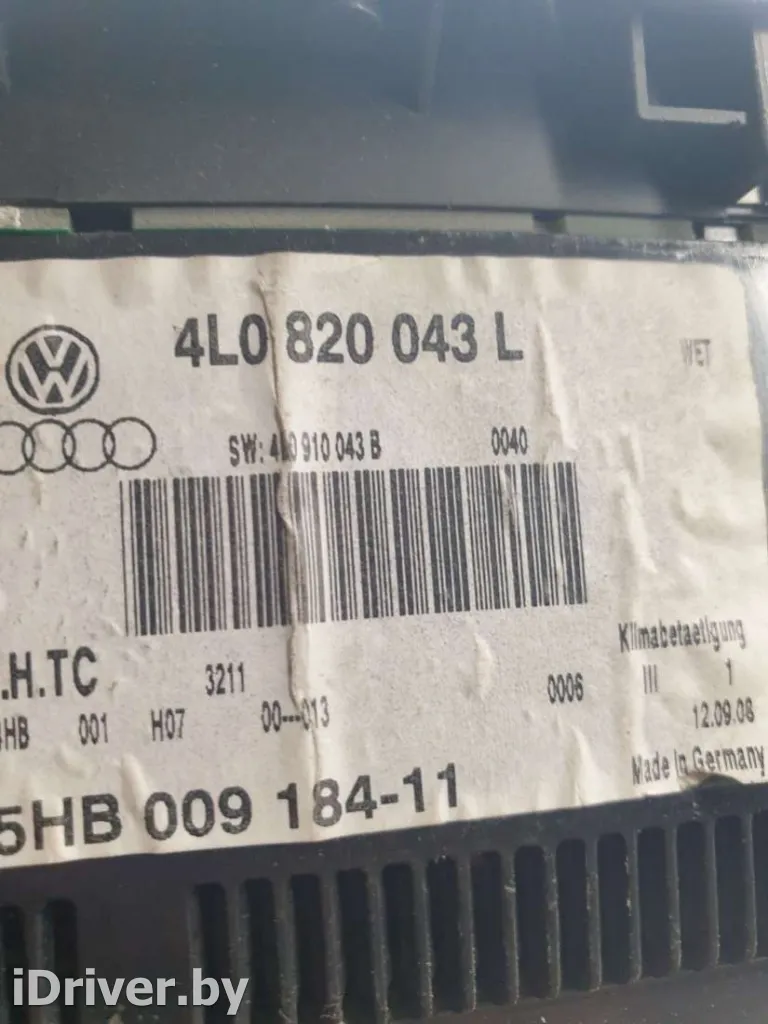 4L0 820 043 L
WET
SW: 4L0 910 043 B 0040
.H.TC 3211 0006
HB 001 H07 00---013
Klimabetaetigung
III 1
12.09.08
Made in Germany
5HB 009 184-11
iDriver.by